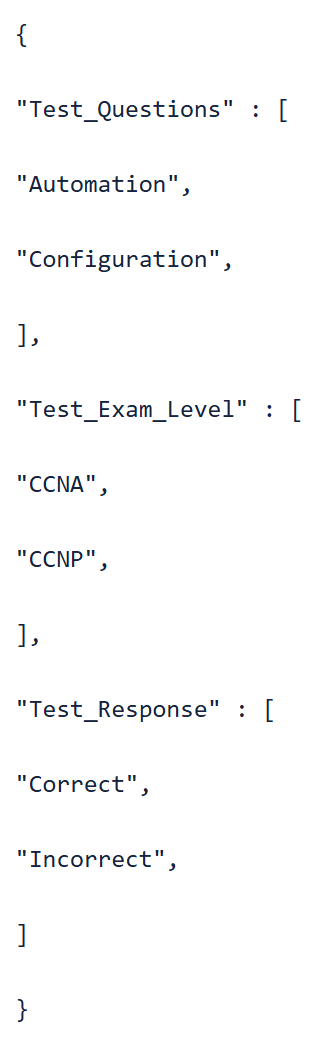 {
"Test_Questions" : [
"Automation",
"Configuration",
],
"Test_Exam_Level" : [
"CCNA",
"CCNP",
],
"Test_Response" : [
"Correct",
"Incorrect",
]
}